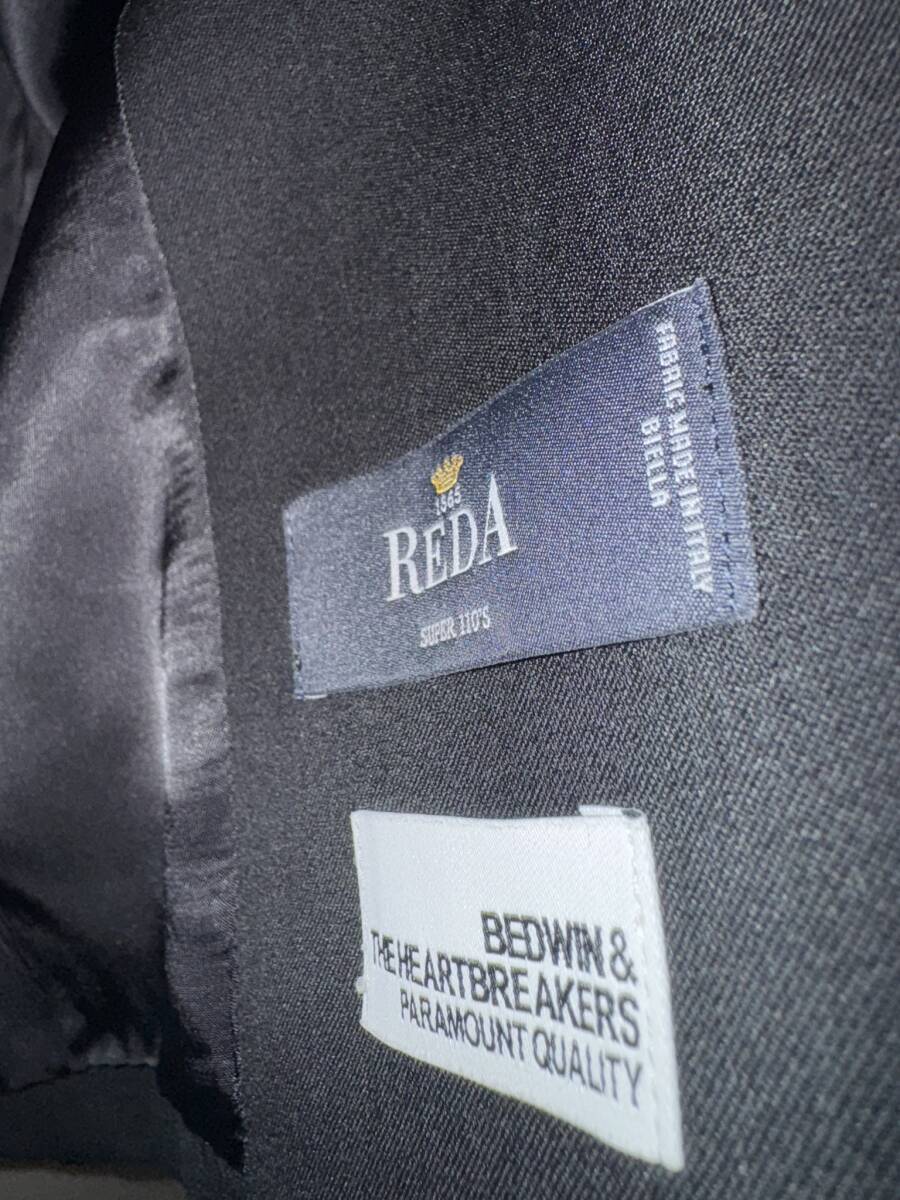 1865
REDA
SUPER 110'S
FABRIC MADE IN ITALY
BIELLA
BEDWIN &
THE HEARTBREAKERS
PARAMOUNT QUALITY